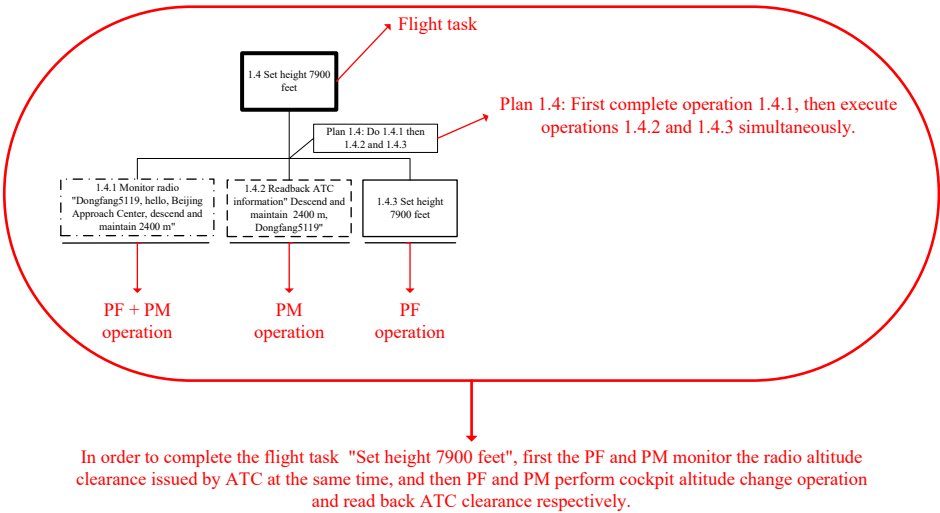 Flight task
1.4 Set height 7900
feet
Plan 1.4: First complete operation 1.4.1, then execute
operations 1.4.2 and 1.4.3 simultaneously.
Plan 1.4: Do 1.4.1 then
1.4.2 and 1.4.3
1.4.1 Monitor radio
"Dongfang5119, hello, Beijing
Approach Center, descend and
maintain 2400 m"
1.4.2 Readback ATC
information" Descend and
maintain 2400 m,
Dongfang5119"
1.4.3 Set height
7900 feet
PF + PM
operation
PM
operation
PF
operation
In order to complete the flight task "Set height 7900 feet", first the PF and PM monitor the radio altitude
clearance issued by ATC at the same time, and then PF and PM perform cockpit altitude change operation
and read back ATC clearance respectively.